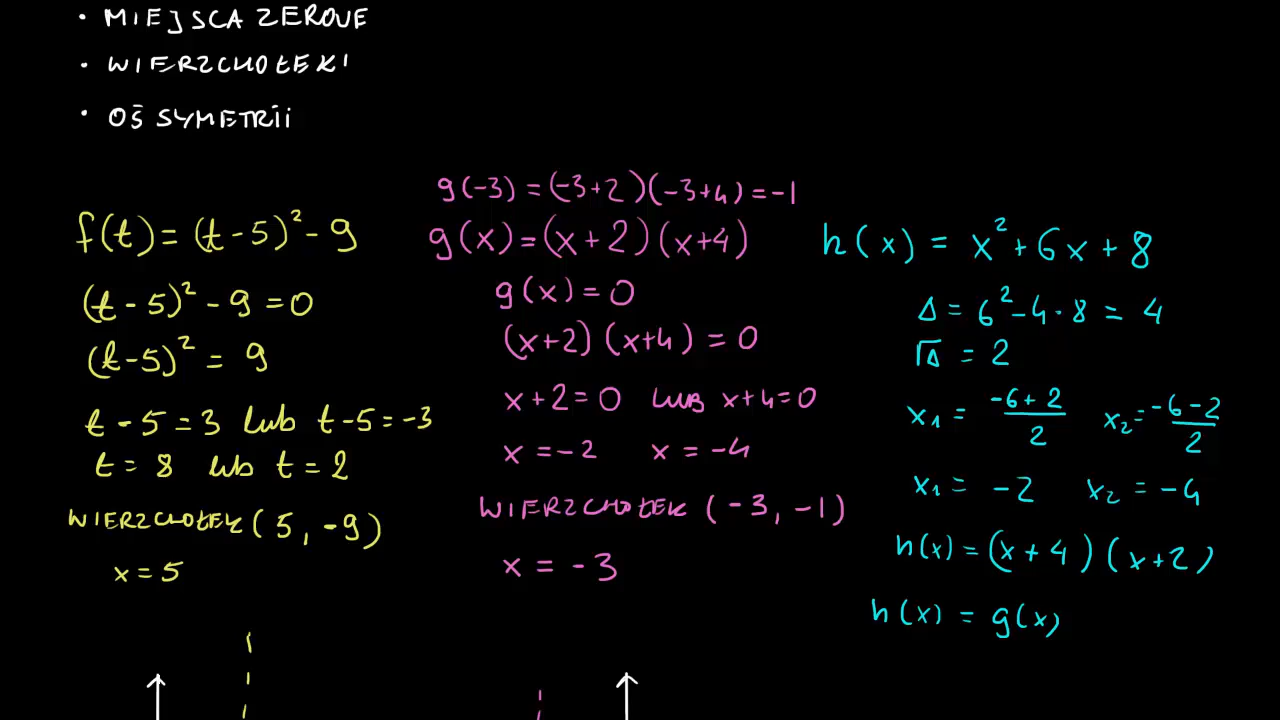 • MIEJSCA ZEROWE
• WIERZCHOŁEKI
• OŚ SYMETRII
f(t) = (t-5)² - 9
(t-5)² - 9 = 0
(t-5)² = 9
t - 5 = 3 lub t-5 = -3
t = 8 lub t = 2
WIERZCHOŁEK (5, -9)
x = 5
g(-3) = (-3+2)(-3+4) = -1
g(x) = (x+2)(x+4)
g(x) = 0
(x+2)(x+4) = 0
x+2=0 LUB x+4=0
x = -2 x = -4
WIERZCHOŁEK (-3, -1)
x = -3
h(x) = x² + 6x + 8
Δ = 6² - 4·8 = 4
√Δ = 2
x₁ = (-6+2)/2 x₂ = (-6-2)/2
x₁ = -2 x₂ = -4
h(x) = (x+4)(x+2)
h(x) = g(x)